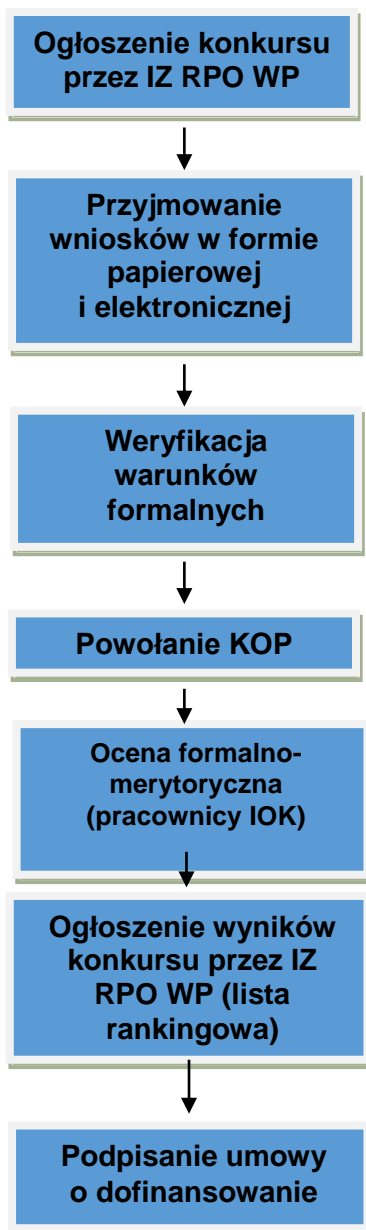 Ogłoszenie konkursu
przez IZ RPO WP
Przyjmowanie
wniosków w formie
papierowej
i elektronicznej
Weryfikacja
warunków
formalnych
Powołanie KOP
Ocena formalno-
merytoryczna
(pracownicy IOK)
Ogłoszenie wyników
konkursu przez IZ
RPO WP (lista
rankingowa)
Podpisanie umowy
o dofinansowanie